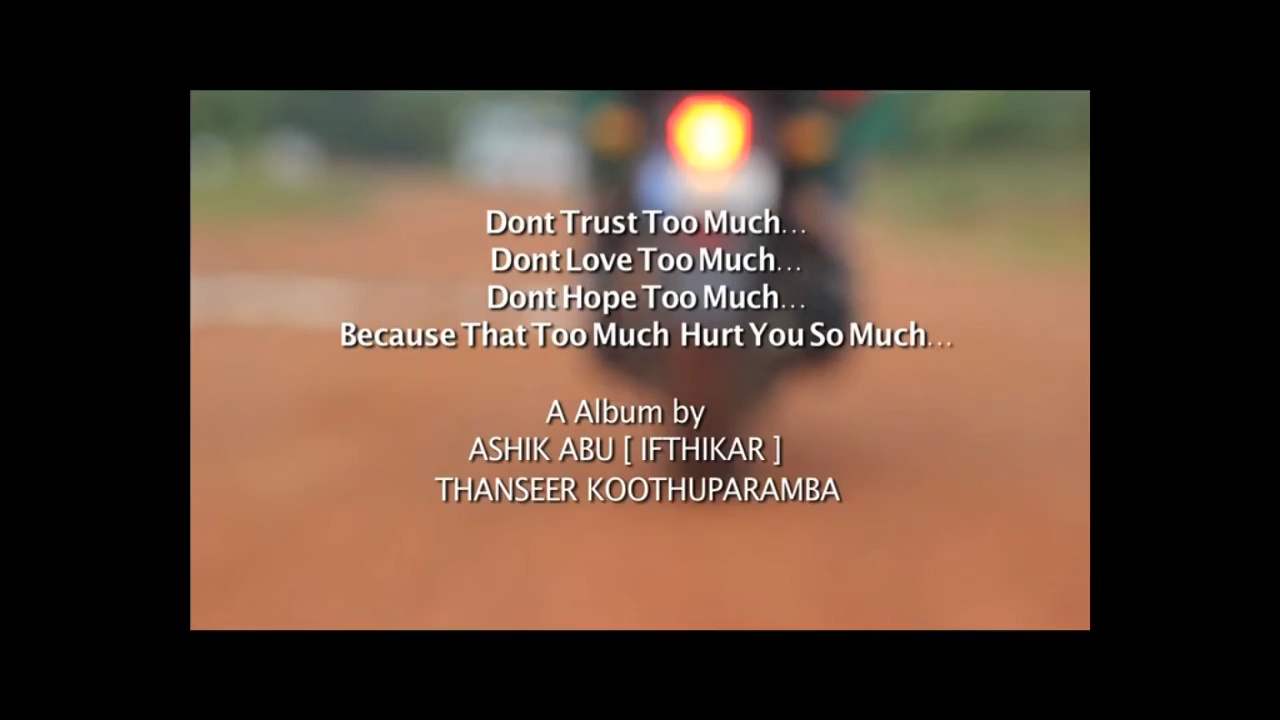 Dont Trust Too Much...
Dont Love Too Much...
Dont Hope Too Much...
Because That Too Much Hurt You So Much...
A Album by
ASHIK ABU [ IFTHIKAR ]
THANSEER KOOTHUPARAMBA